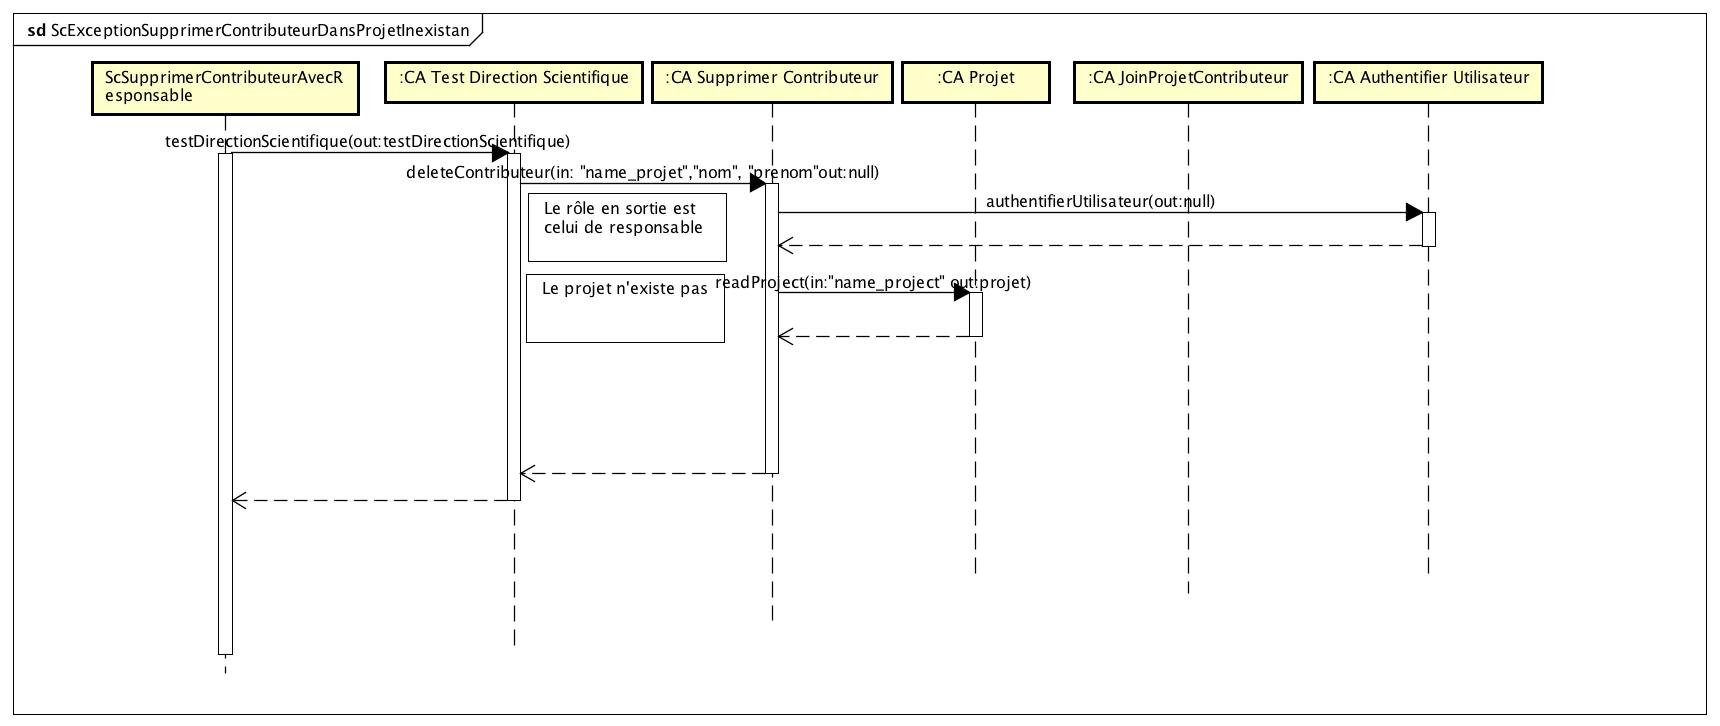 sd ScExceptionSupprimerContributeurDansProjetInexistan
ScSupprimerContributeurAvecR
esponsable
:CA Test Direction Scientifique
:CA Supprimer Contributeur
:CA Projet
:CA JoinProjetContributeur
:CA Authentifier Utilisateur
testDirectionScientifique(out:testDirectionScientifique)
deleteContributeur(in: "name_projet","nom", "prenom"out:null)
Le rôle en sortie est
celui de responsable
authentifierUtilisateur(out:null)
Le projet n'existe pas
readProject(in:"name_project" out:projet)